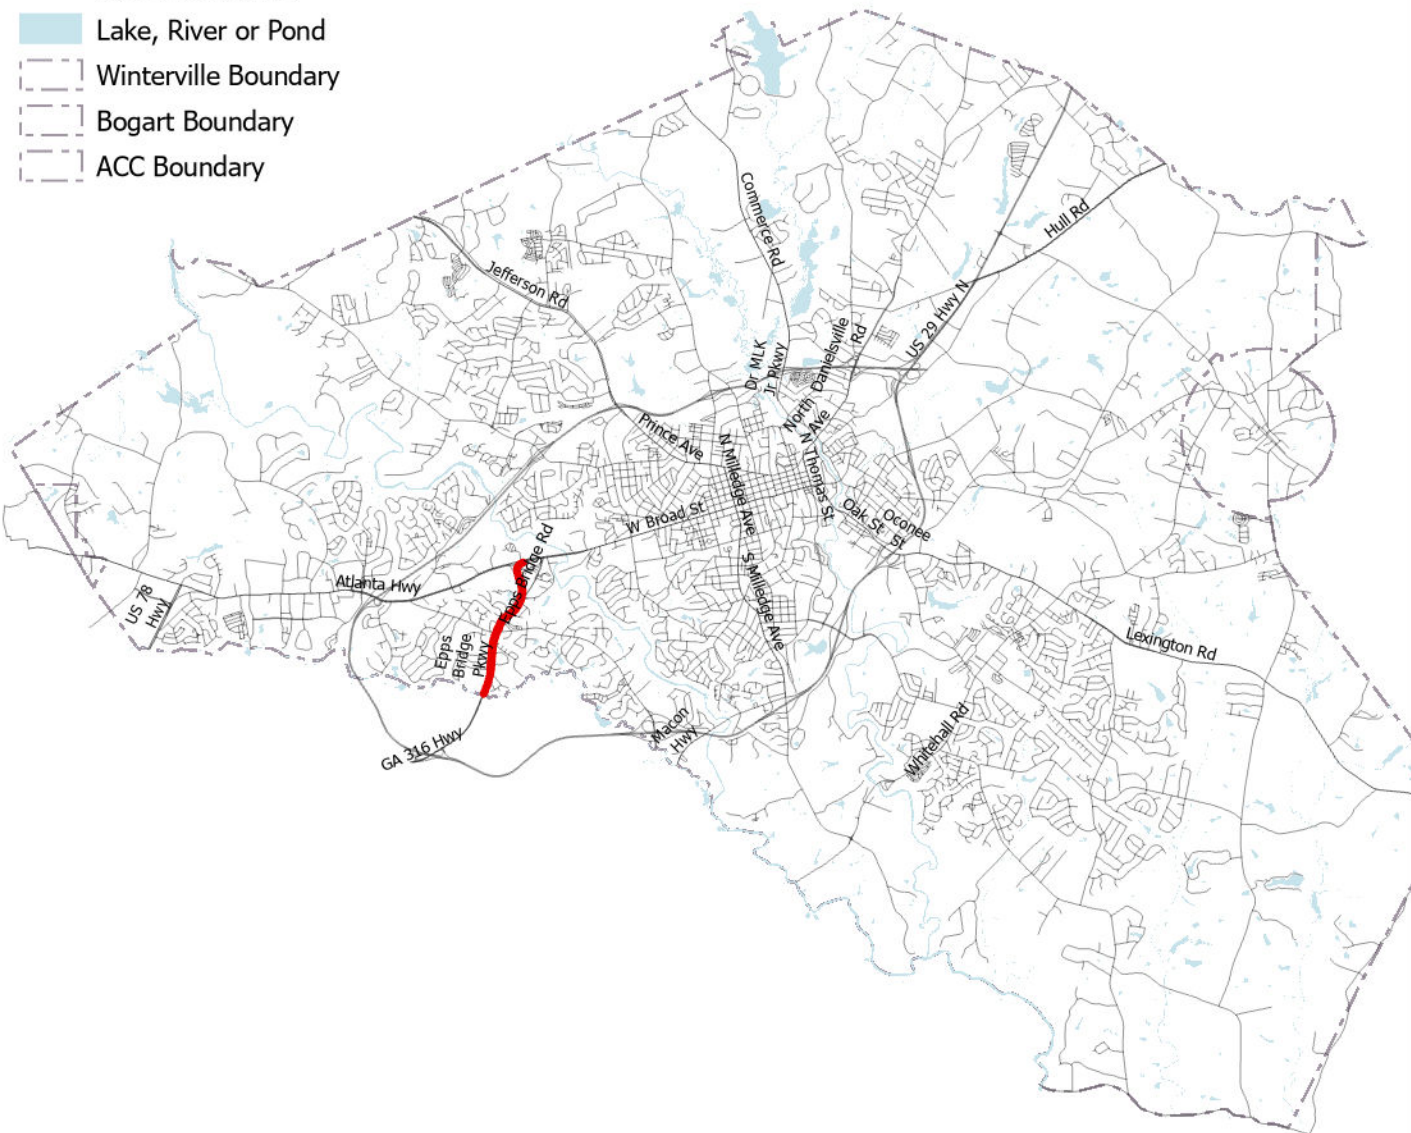 Lake, River or Pond
Winterville Boundary
Bogart Boundary
ACC Boundary
Commerce Rd
Hull Rd
Jefferson Rd
US 29 Hwy N
Dr MLK
Jr Pkwy
North Danielsville
Ave Rd
Prince Ave
N Milledge Ave
N Thomas St
W Broad St
Oak St
Oconee
St
Epps Bridge Rd
Atlanta Hwy
US 78
Hwy
S Milledge Ave
Epps
Bridge
Pkwy
Lexington Rd
Macon
Hwy
GA 316 Hwy
Whitehall Rd